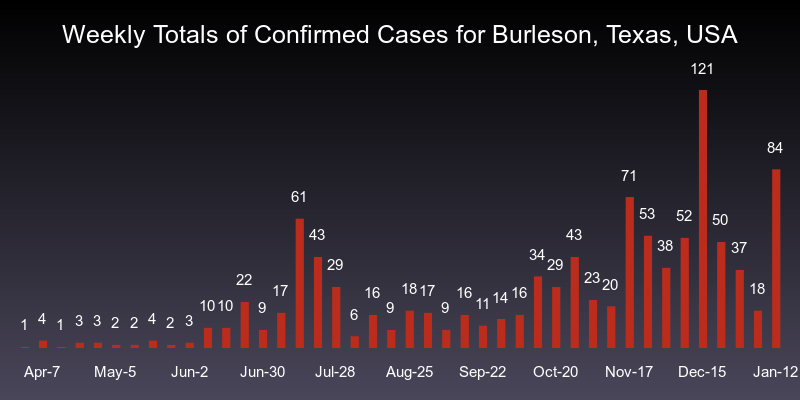 Weekly Totals of Confirmed Cases for Burleson, Texas, USA
1 4 1 3 3 2 2 4 2 3 10 10 22 9 17 61 43 29 6 16 9 18 17 9 16 11 14 16 34 29 43 23 20 71 53 38 52 121 50 37 18 84
Apr-7 May-5 Jun-2 Jun-30 Jul-28 Aug-25 Sep-22 Oct-20 Nov-17 Dec-15 Jan-12